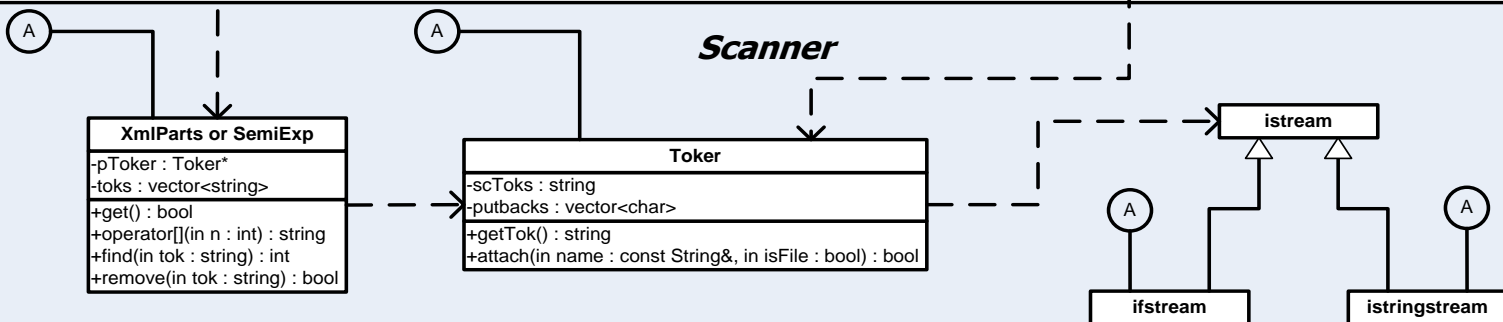 A
A
Scanner
XmlParts or SemiExp
-pToker : Toker*
-toks : vector<string>
+get() : bool
+operator[](in n : int) : string
+find(in tok : string) : int
+remove(in tok : string) : bool
Toker
-scToks : string
-putbacks : vector<char>
+getTok() : string
+attach(in name : const String&, in isFile : bool) : bool
istream
A
A
ifstream
istringstream